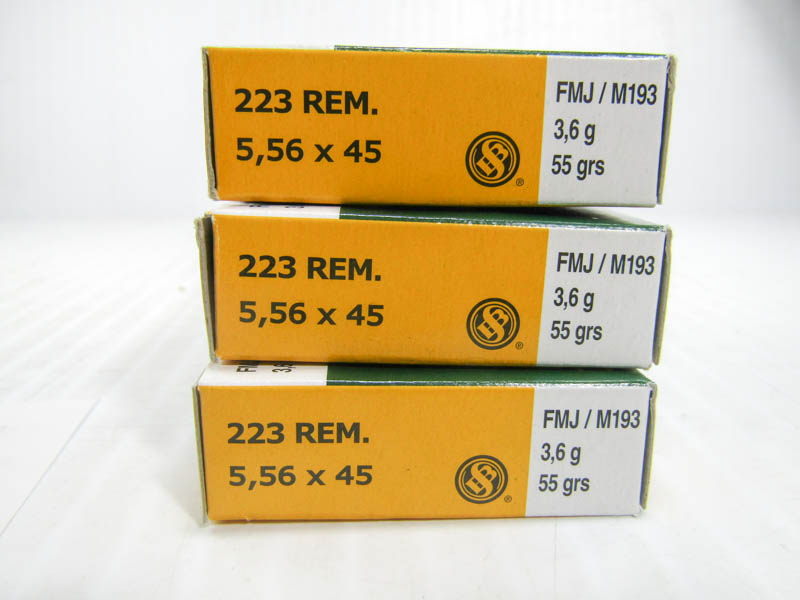 223 REM.
5,56 x 45
FMJ / M193
3,6 g
55 grs
®
223 REM.
5,56 x 45
FMJ / M193
3,6 g
55 grs
®
223 REM.
5,56 x 45
FMJ / M193
3,6 g
55 grs
®